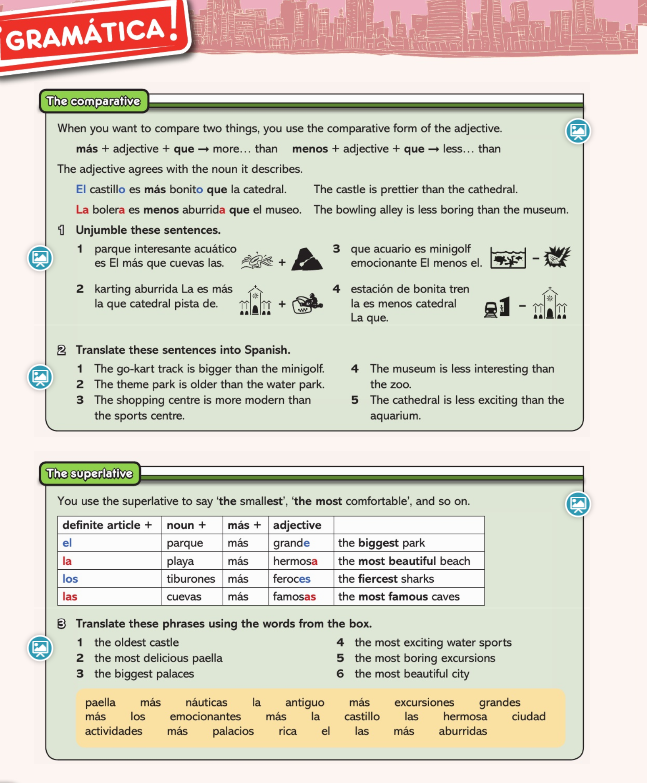 ¡GRAMÁTICA!
The comparative
When you want to compare two things, you use the comparative form of the adjective.
más + adjective + que → more... than menos + adjective + que → less... than
The adjective agrees with the noun it describes.
El castillo es más bonito que la catedral. The castle is prettier than the cathedral.
La bolera es menos aburrida que el museo. The bowling alley is less boring than the museum.
1 Unjumble these sentences.
1 parque interesante acuático
es El más que cuevas las.
+
2 karting aburrida La es más
la que catedral pista de.
+
3 que acuario es minigolf
emocionante El menos el.
–
4 estación de bonita tren
la es menos catedral
La que.
–
2 Translate these sentences into Spanish.
1 The go-kart track is bigger than the minigolf.
2 The theme park is older than the water park.
3 The shopping centre is more modern than
the sports centre.
4 The museum is less interesting than
the zoo.
5 The cathedral is less exciting than the
aquarium.
The superlative
You use the superlative to say ‘the smallest’, ‘the most comfortable’, and so on.
definite article + noun + más + adjective
el parque más grande the biggest park
la playa más hermosa the most beautiful beach
los tiburones más feroces the fiercest sharks
las cuevas más famosas the most famous caves
3 Translate these phrases using the words from the box.
1 the oldest castle
2 the most delicious paella
3 the biggest palaces
4 the most exciting water sports
5 the most boring excursions
6 the most beautiful city
paella más náuticas la antiguo más excursiones grandes
más los emocionantes más la castillo las hermosa ciudad
actividades más palacios rica el las más aburridas